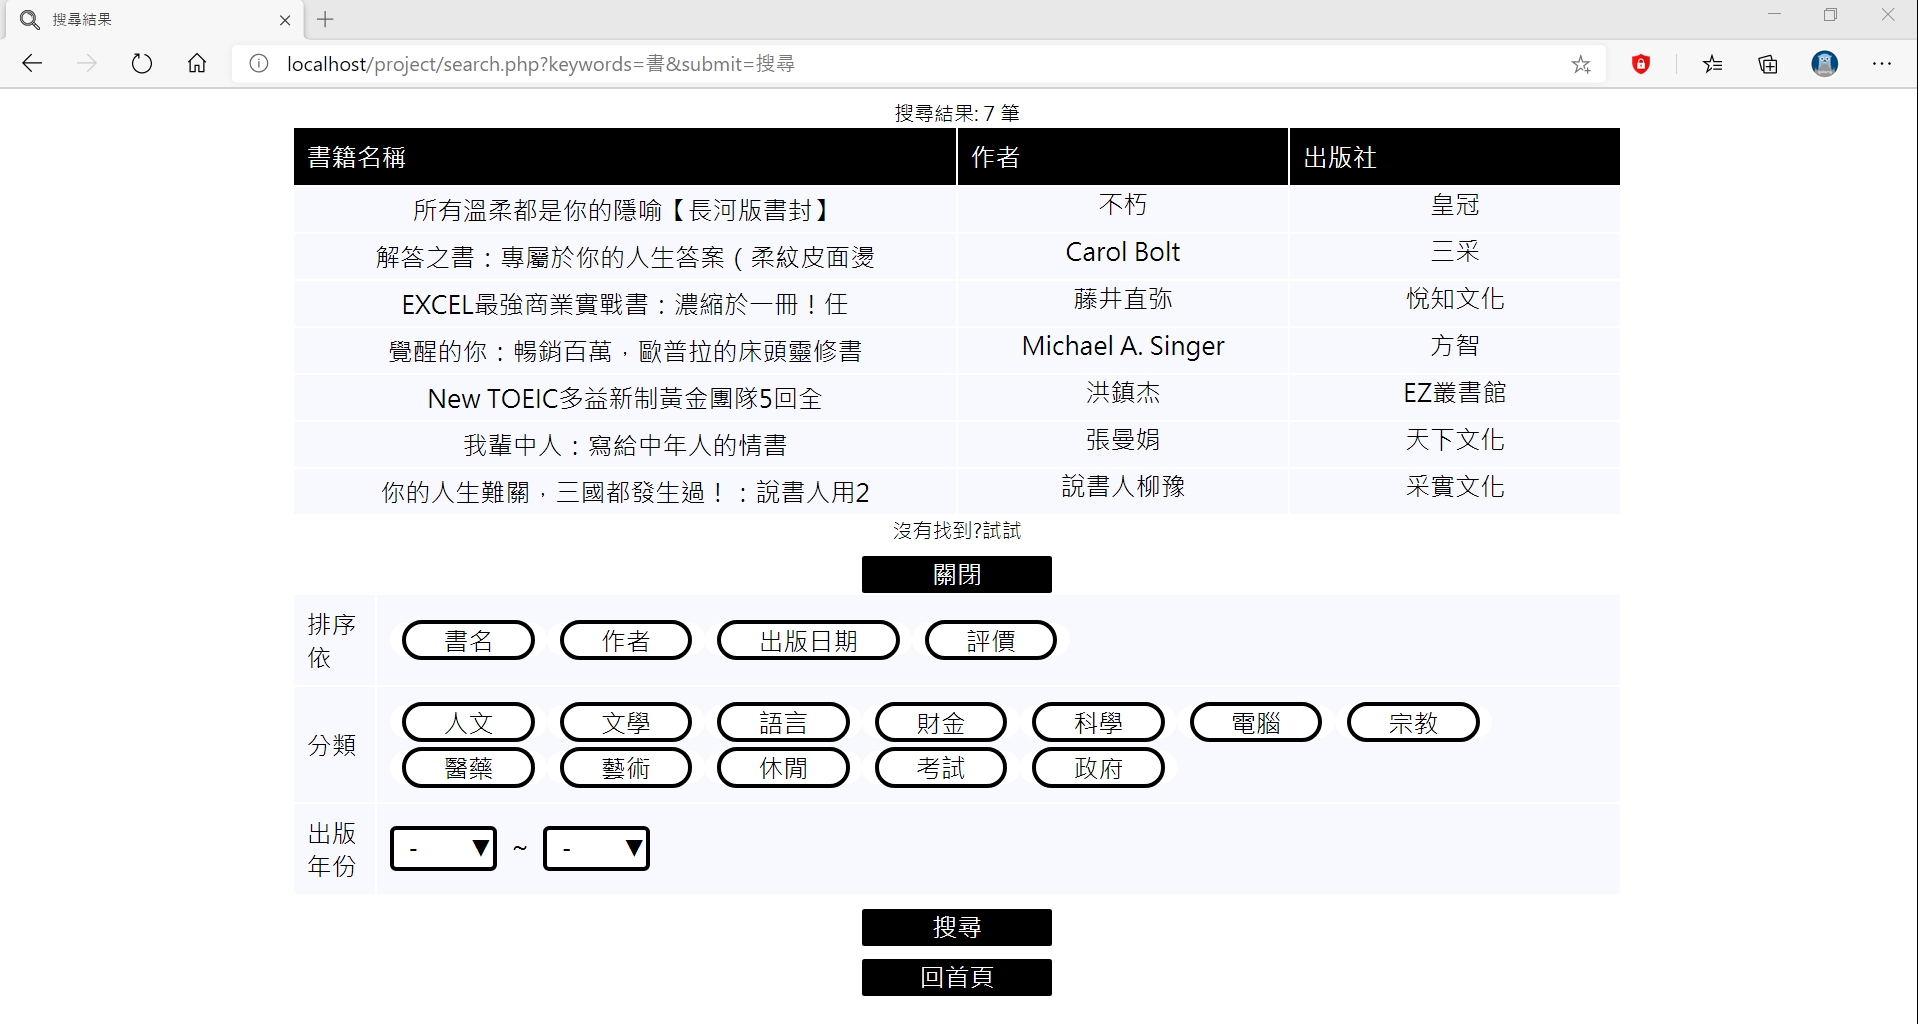 搜尋結果
localhost/project/search.php?keywords=書&submit=搜尋
搜尋結果: 7 筆
書籍名稱 作者 出版社
所有溫柔都是你的隱喻【長河版書封】 不朽 皇冠
解答之書：專屬於你的人生答案（柔紋皮面燙 Carol Bolt 三采
EXCEL最強商業實戰書：濃縮於一冊！任 藤井直弥 悅知文化
覺醒的你：暢銷百萬，歐普拉的床頭靈修書 Michael A. Singer 方智
New TOEIC多益新制黃金團隊5回全 洪鎮杰 EZ叢書館
我輩中人：寫給中年人的情書 張曼娟 天下文化
你的人生難關，三國都發生過！：說書人用2 說書人柳豫 采實文化
沒有找到?試試
關閉
排序依 書名 作者 出版日期 評價
分類 人文 文學 語言 財金 科學 電腦 宗教
醫藥 藝術 休閒 考試 政府
出版年份 - ~ -
搜尋
回首頁